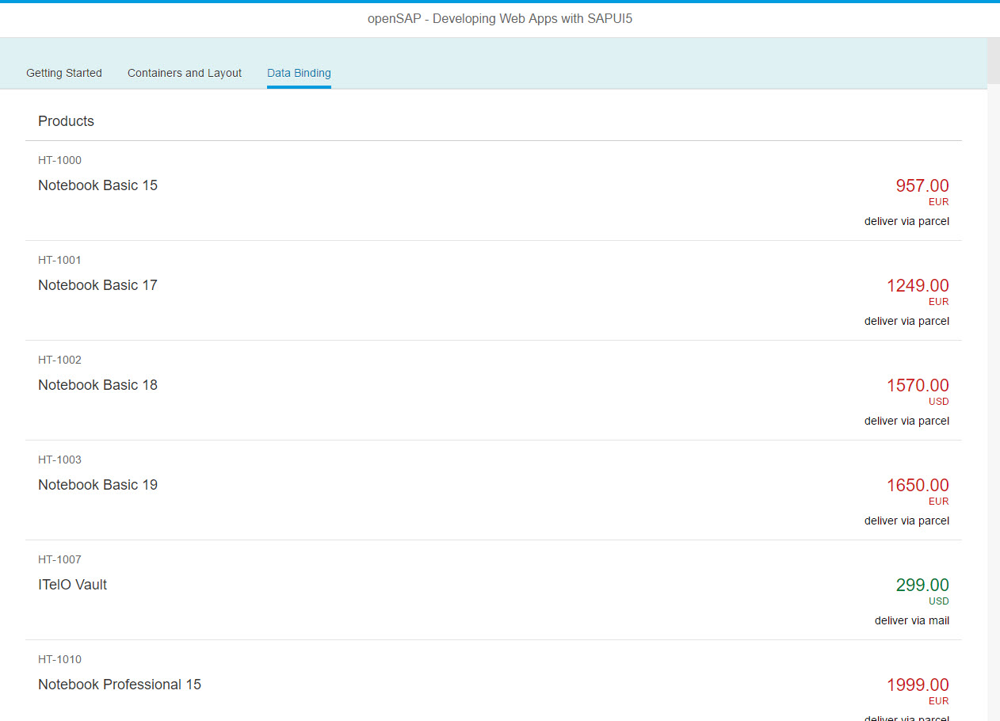 openSAP - Developing Web Apps with SAPUI5
Getting Started Containers and Layout Data Binding
Products
HT-1000
Notebook Basic 15 957.00
EUR
deliver via parcel
HT-1001
Notebook Basic 17 1249.00
EUR
deliver via parcel
HT-1002
Notebook Basic 18 1570.00
USD
deliver via parcel
HT-1003
Notebook Basic 19 1650.00
EUR
deliver via parcel
HT-1007
ITelO Vault 299.00
USD
deliver via mail
HT-1010
Notebook Professional 15 1999.00
EUR
deliver via parcel